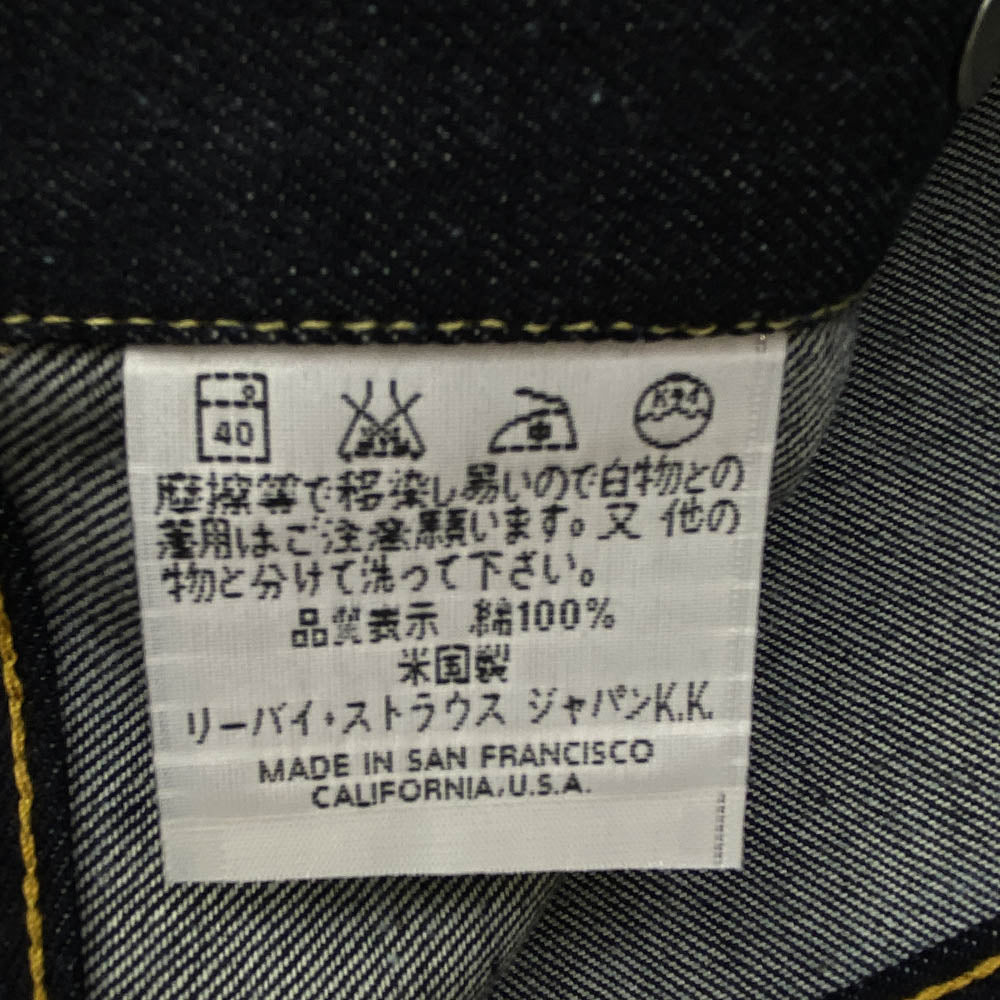 40
中
摩擦等で移染し易いので白物との
着用はご注意願います。又 他の
物と分けて洗って下さい。
品質表示 綿100%
米国製
リーバイ・ストラウス ジャパンK.K.
MADE IN SAN FRANCISCO
CALIFORNIA, U.S.A.